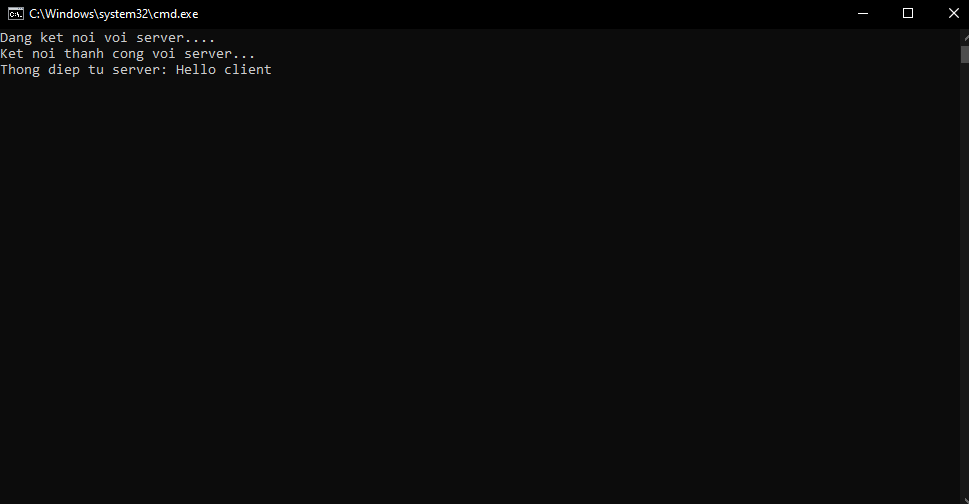 C:\Windows\system32\cmd.exe
Dang ket noi voi server....
Ket noi thanh cong voi server...
Thong diep tu server: Hello client